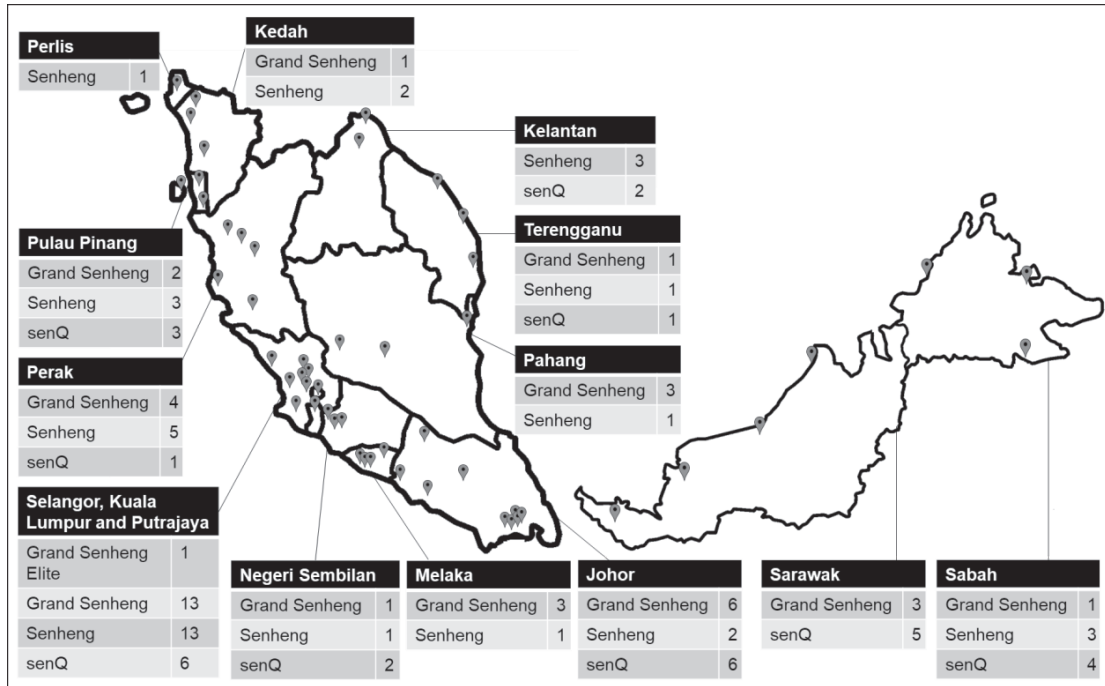 Perlis
Senheng 1
Kedah
Grand Senheng 1
Senheng 2
Kelantan
Senheng 3
senQ 2
Terengganu
Grand Senheng 1
Senheng 1
senQ 1
Pahang
Grand Senheng 3
Senheng 1
Pulau Pinang
Grand Senheng 2
Senheng 3
senQ 3
Perak
Grand Senheng 4
Senheng 5
senQ 1
Selangor, Kuala
Lumpur and Putrajaya
Grand Senheng 1
Elite
Grand Senheng 13
Senheng 13
senQ 6
Negeri Sembilan
Grand Senheng 1
Senheng 1
senQ 2
Melaka
Grand Senheng 3
Senheng 1
Johor
Grand Senheng 6
Senheng 2
senQ 6
Sarawak
Grand Senheng 3
senQ 5
Sabah
Grand Senheng 1
Senheng 3
senQ 4